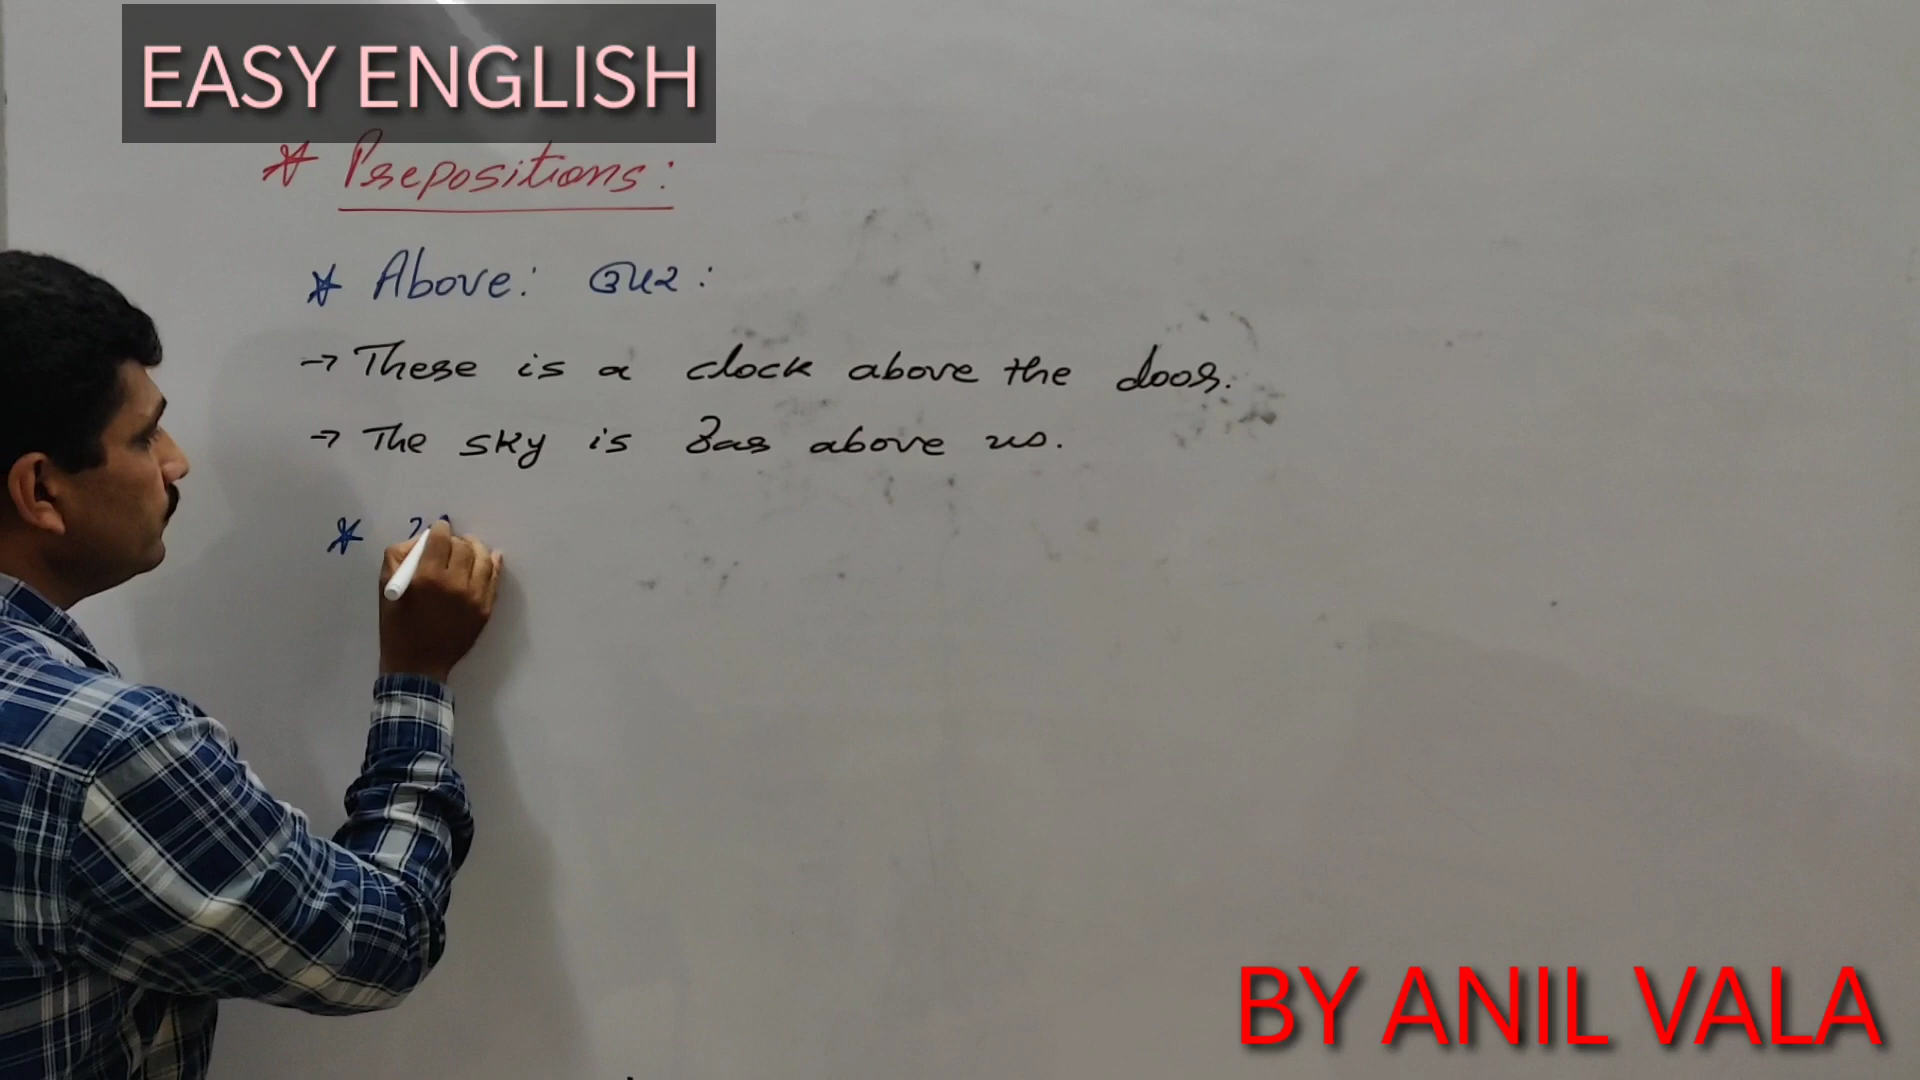 EASY ENGLISH
* Prepositions:
* Above: ઉપર:
→ There is a clock above the door.
→ The sky is far above us.
*
BY ANIL VALA